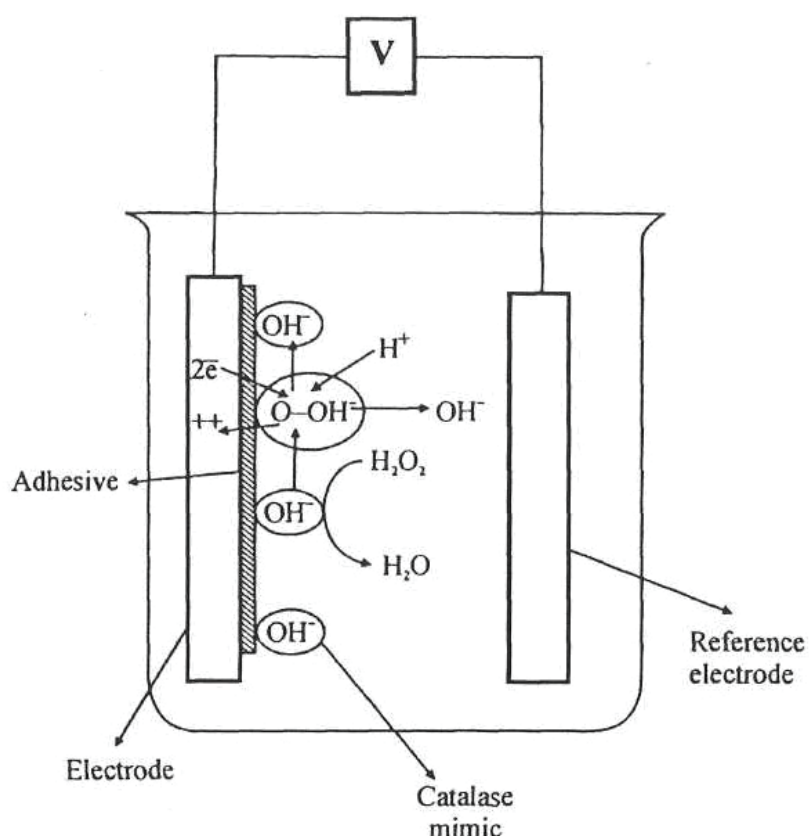 V
OH⁻
2e̅
H⁺
O–OH⁻
OH⁻
++
H₂O₂
Adhesive
OH⁻
H₂O
OH⁻
Reference
electrode
Electrode
Catalase
mimic